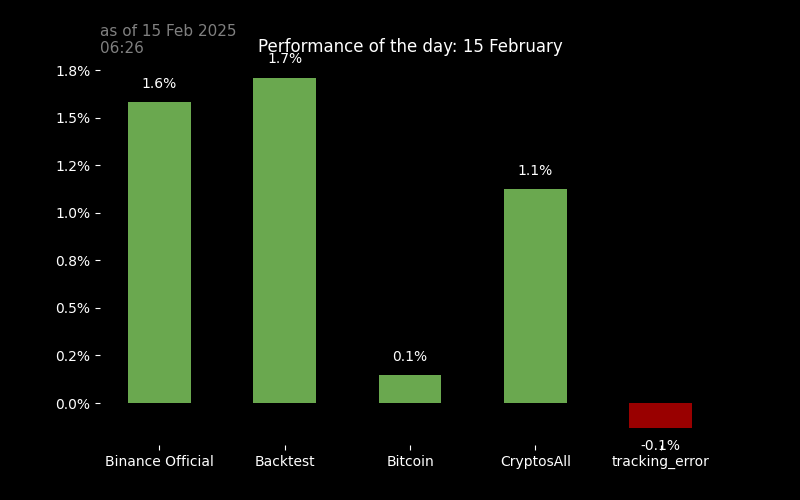 as of 15 Feb 2025
06:26
Performance of the day: 15 February
1.8%
1.5%
1.2%
1.0%
0.8%
0.5%
0.2%
0.0%
1.6%
1.7%
0.1%
1.1%
-0.1%
Binance Official
Backtest
Bitcoin
CryptosAll
tracking_error